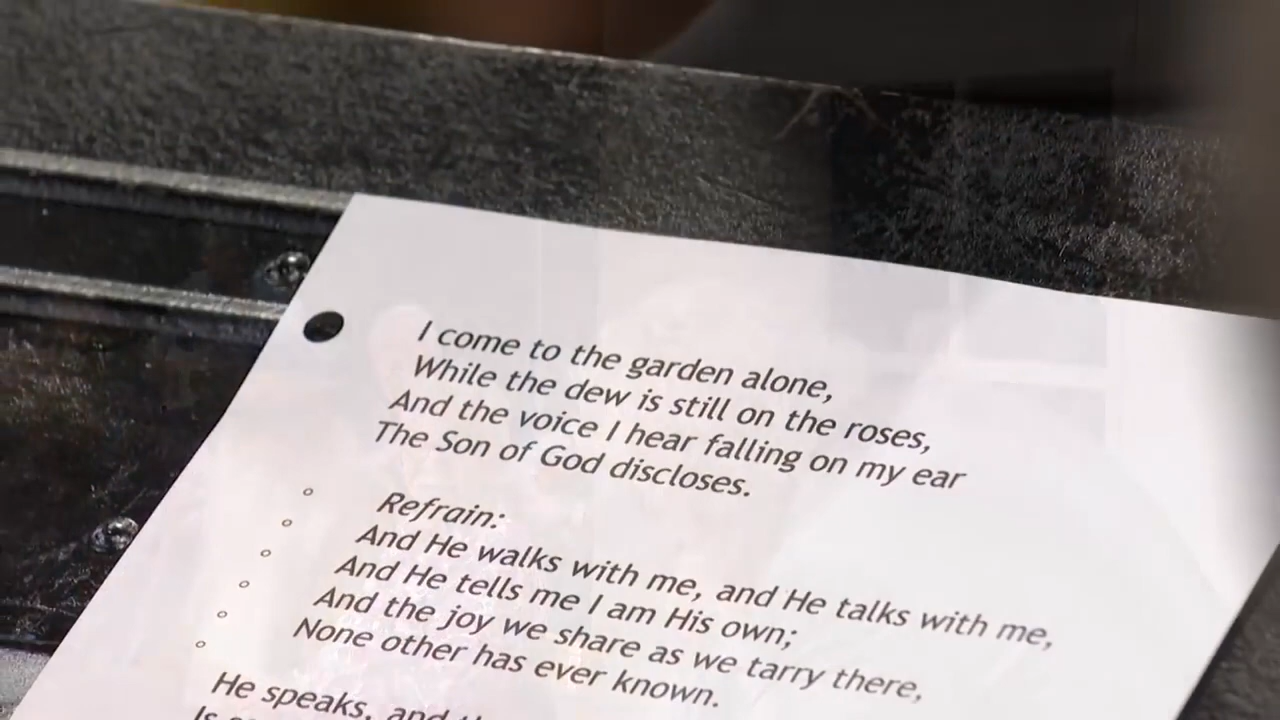 I come to the garden alone,
While the dew is still on the roses,
And the voice I hear falling on my ear
The Son of God discloses.
Refrain:
And He walks with me, and He talks with me,
And He tells me I am His own;
And the joy we share as we tarry there,
None other has ever known.
He speaks, and
Is